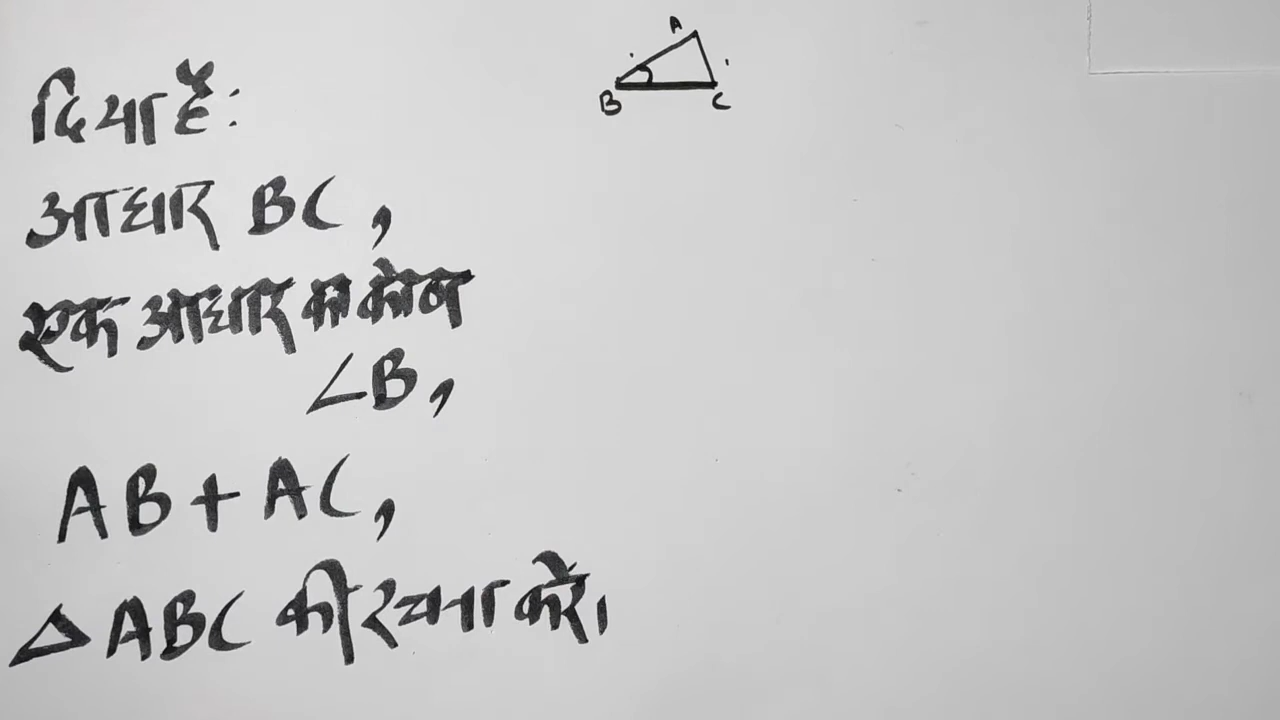 दिया है:
आधार BC,
एक आधार का कोण
∠B,
AB + AC,
△ ABC की रचना करें।
A
B
C